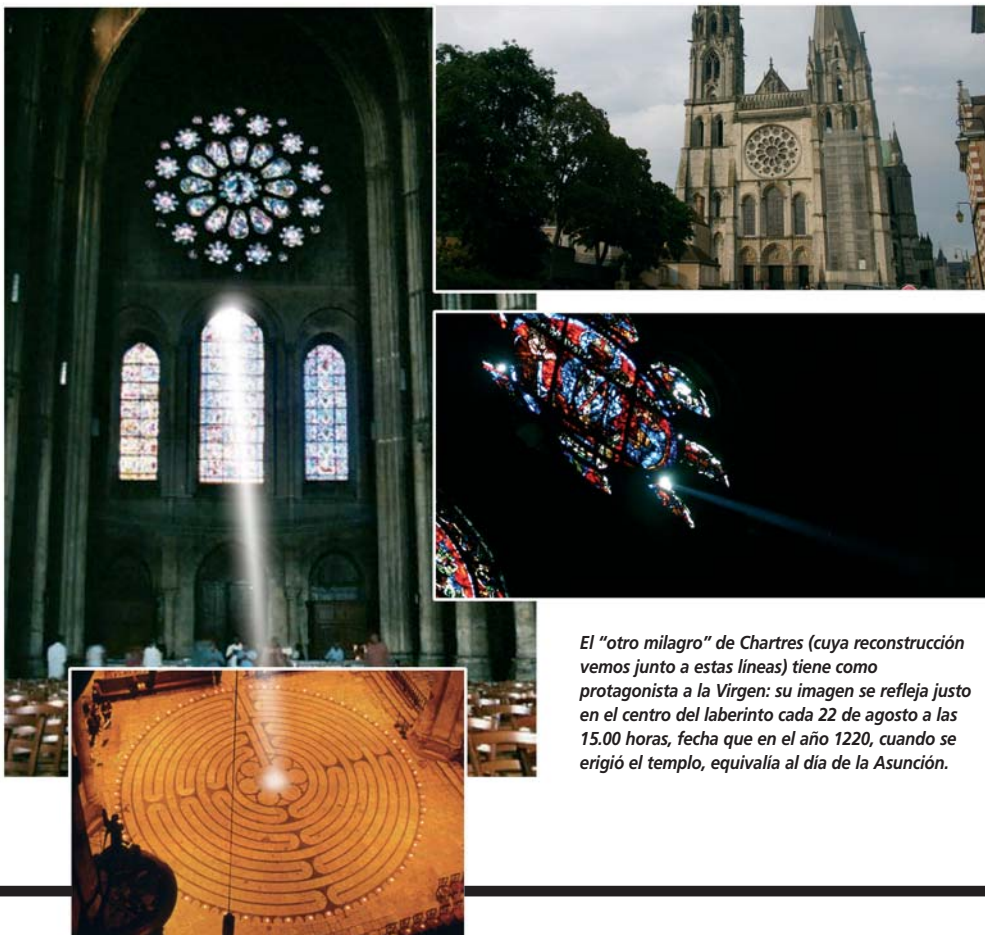 El “otro milagro” de Chartres (cuya reconstrucción
vemos junto a estas líneas) tiene como
protagonista a la Virgen: su imagen se refleja justo
en el centro del laberinto cada 22 de agosto a las
15.00 horas, fecha que en el año 1220, cuando se
erigió el templo, equivalía al día de la Asunción.